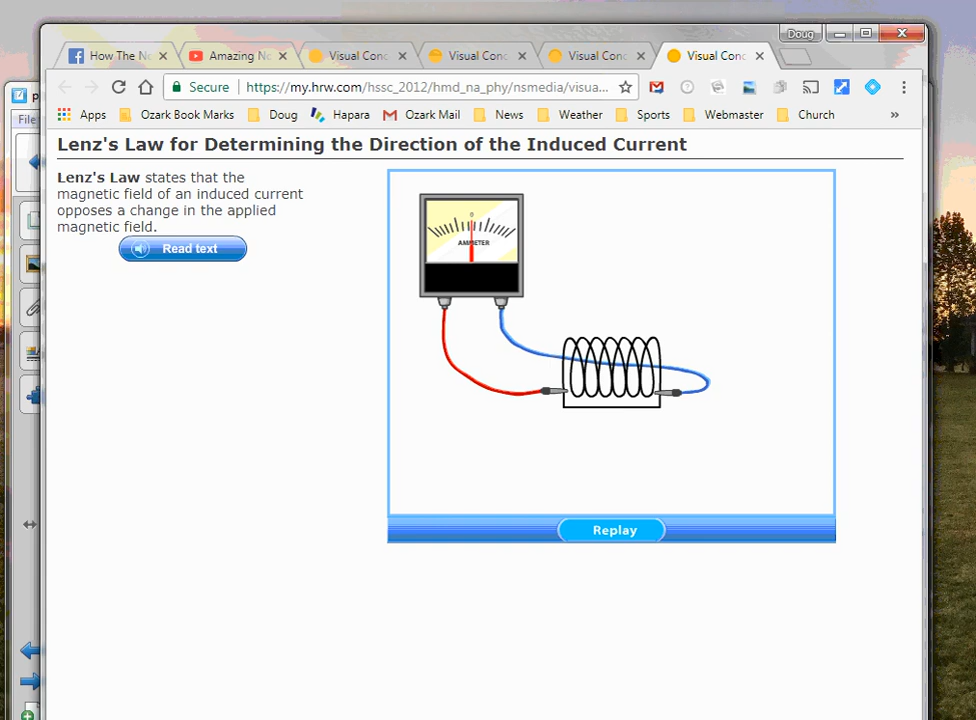 Doug
How The No
Amazing No
Visual Conc
Visual Conc
Visual Conc
Visual Conc
Secure
https://my.hrw.com/hssc_2012/hmd_na_phy/nsmedia/visua...
Apps
Ozark Book Marks
Doug
Hapara
Ozark Mail
News
Weather
Sports
Webmaster
Church
»
File
Lenz's Law for Determining the Direction of the Induced Current
Lenz's Law states that the
magnetic field of an induced current
opposes a change in the applied
magnetic field.
Read text
0
AMMETER
Replay